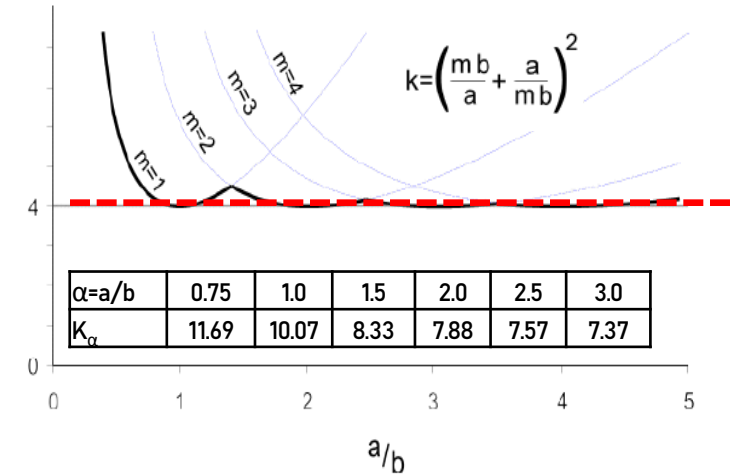 k=(mb/a + a/mb)²
m=1
m=2
m=3
m=4
4
α=a/b 0.75 1.0 1.5 2.0 2.5 3.0
Kα 11.69 10.07 8.33 7.88 7.57 7.37
0
0 1 2 3 4 5
a/b